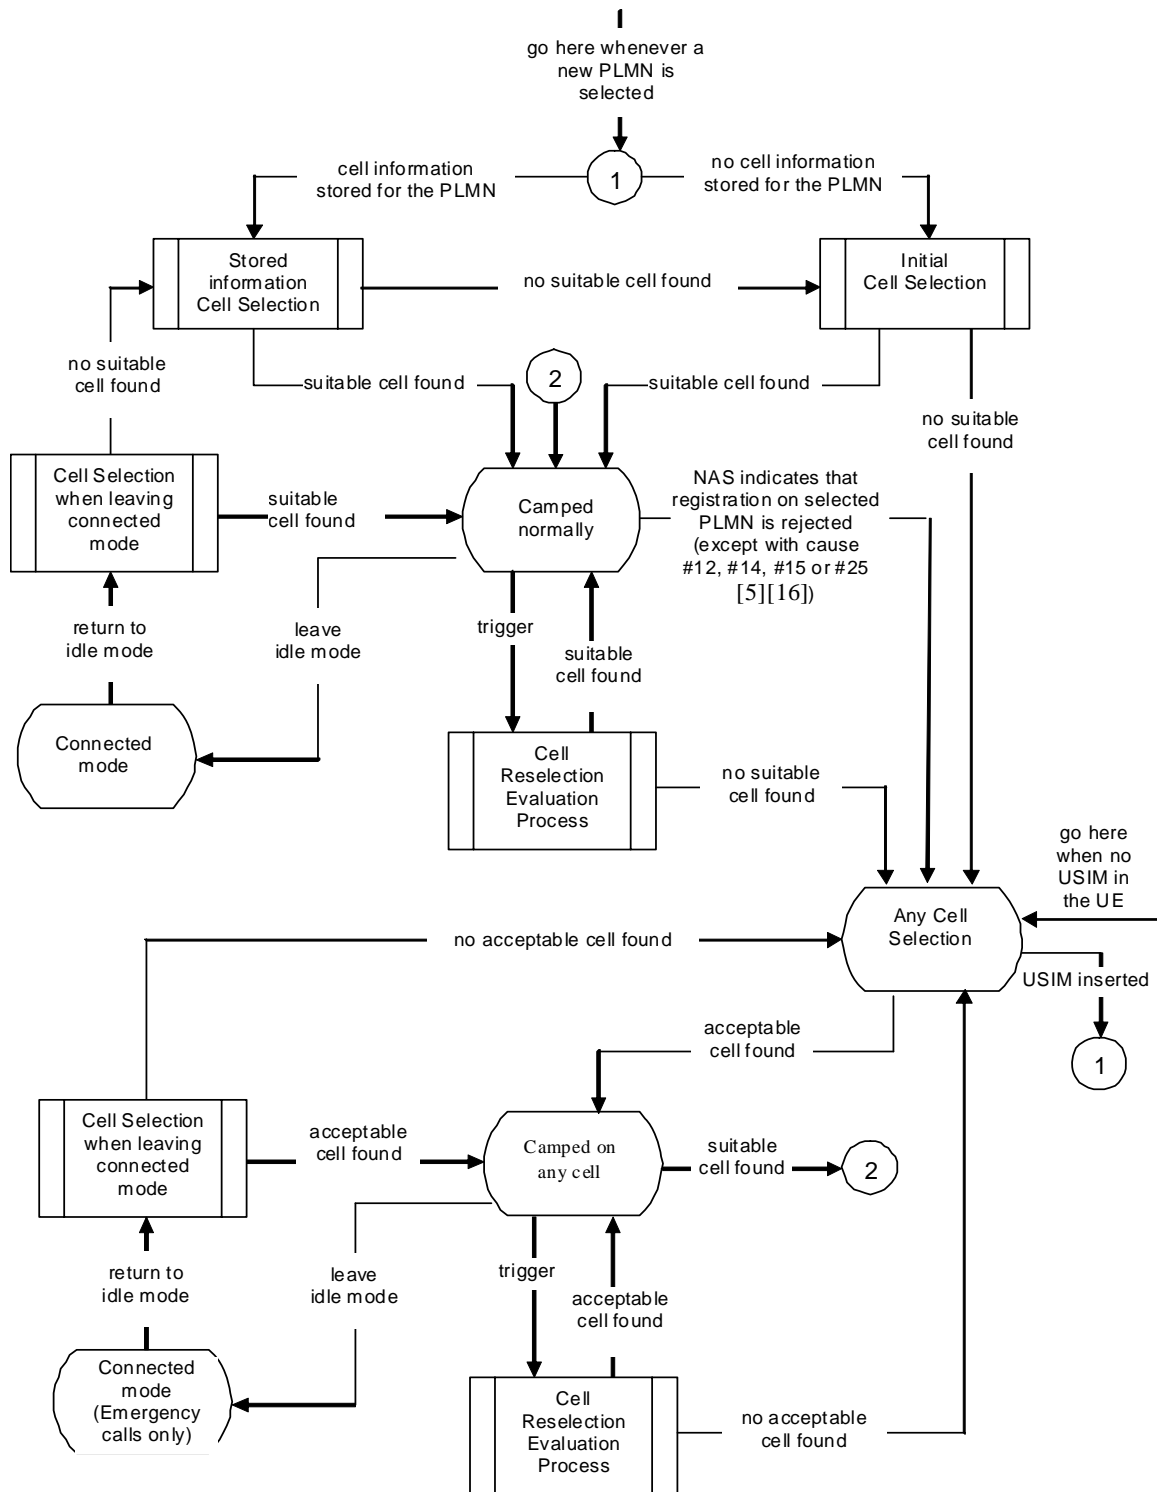 go here whenever a
new PLMN is
selected
1
cell information
stored for the PLMN
no cell information
stored for the PLMN
Stored
information
Cell Selection
no suitable cell found
Initial
Cell Selection
no suitable
cell found
suitable cell found
2
suitable cell found
no suitable
cell found
Cell Selection
when leaving
connected
mode
suitable
cell found
Camped
normally
NAS indicates that
registration on selected
PLMN is rejected
(except with cause
#12, #14, #15 or #25
[5][16])
return to
idle mode
leave
idle mode
trigger
suitable
cell found
Connected
mode
Cell
Reselection
Evaluation
Process
no suitable
cell found
go here
when no
USIM in
the UE
Any Cell
Selection
no acceptable cell found
USIM inserted
acceptable
cell found
1
Cell Selection
when leaving
connected
mode
acceptable
cell found
Camped on
any cell
suitable
cell found
2
return to
idle mode
leave
idle mode
trigger
acceptable
cell found
Connected
mode
(Emergency
calls only)
Cell
Reselection
Evaluation
Process
no acceptable
cell found